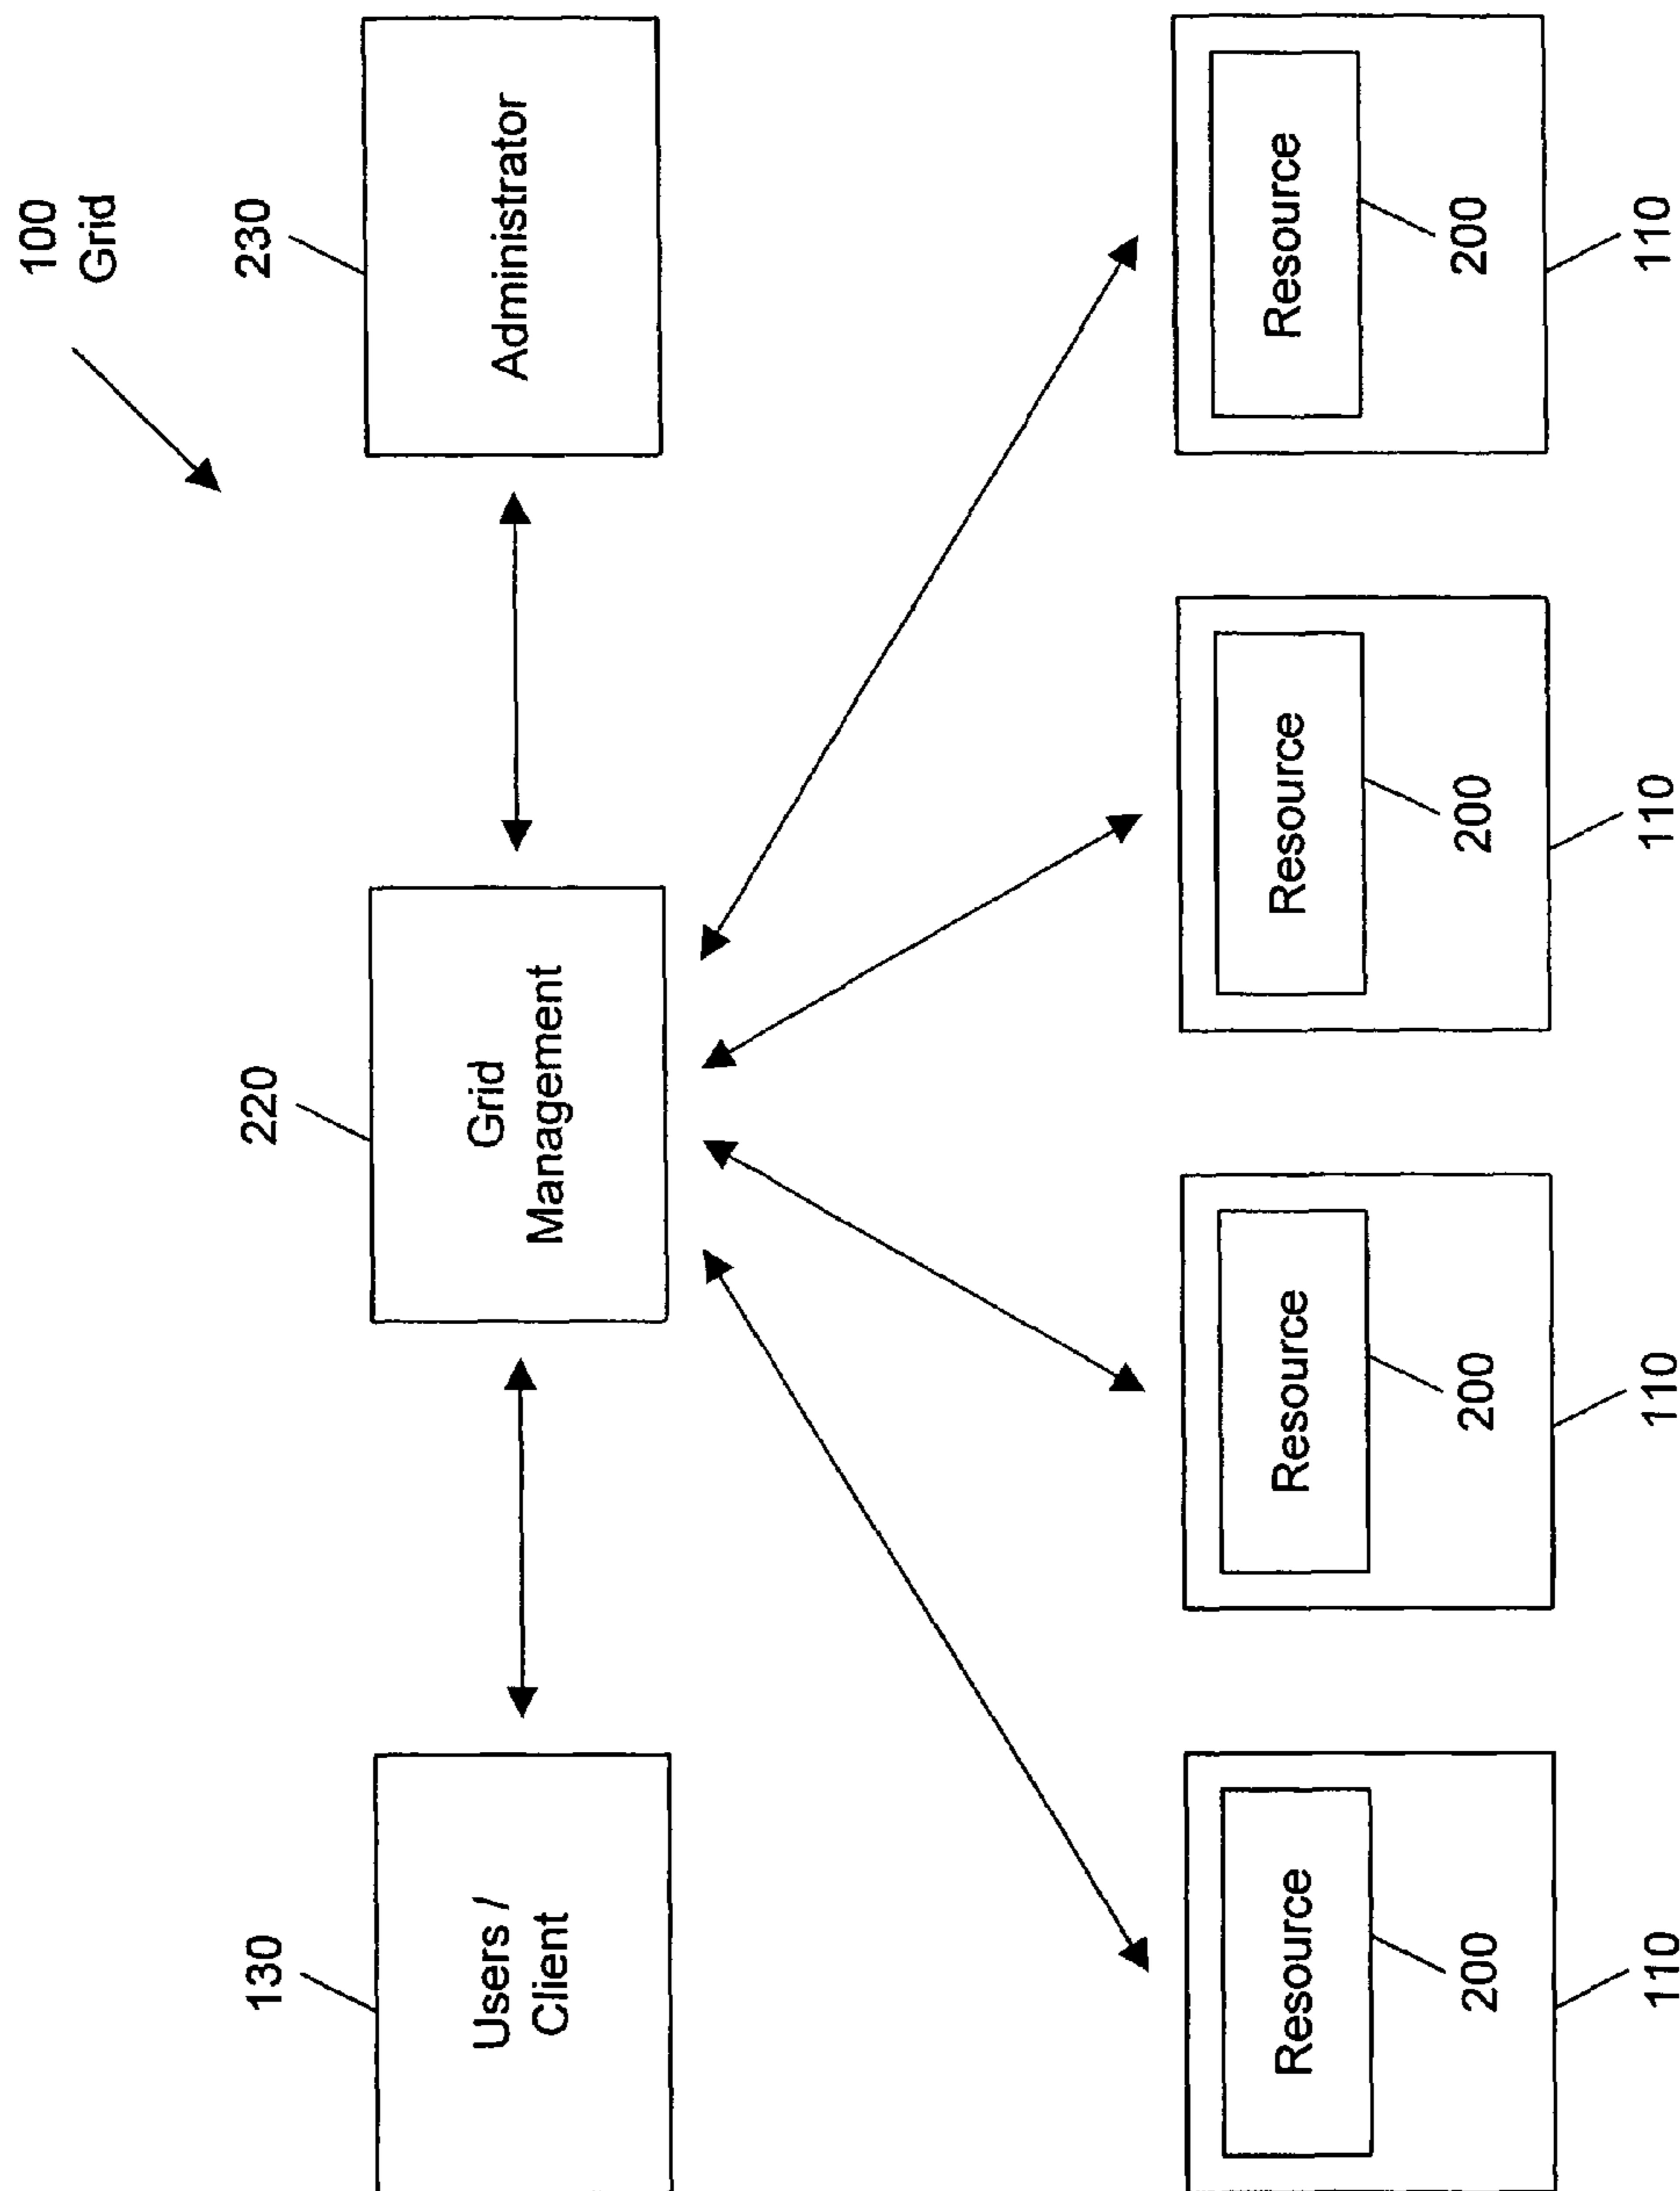 100
Grid
130
220
230
Users /
Client
Grid
Management
Administrator
Resource
Resource
Resource
Resource
200
200
200
200
110
110
110
110